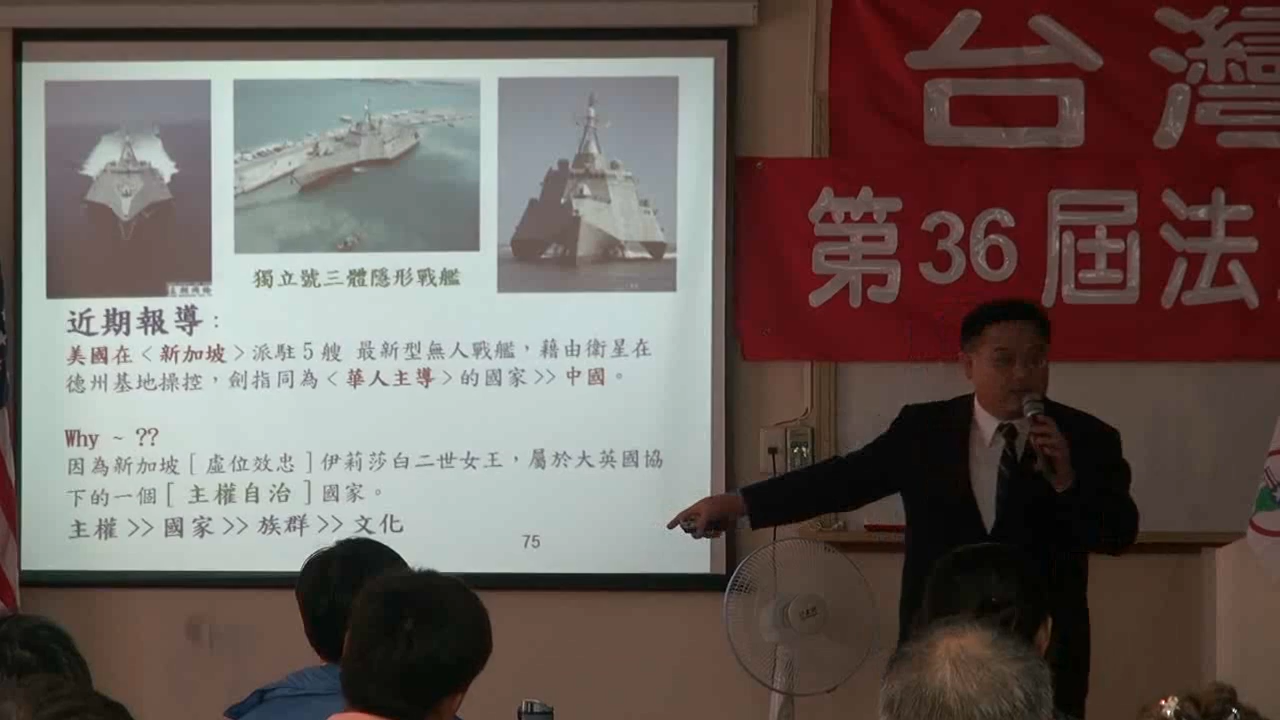 獨立號三體隱形戰艦
近期報導：
美國在＜新加坡＞派駐5艘 最新型無人戰艦，藉由衛星在
德州基地操控，劍指同為＜華人主導＞的國家>>中國。
Why ~ ??
因為新加坡[虛位效忠]伊莉莎白二世女王，屬於大英國協
下的一個[主權自治]國家。
主權>>國家>>族群>>文化
75
台灣
第36屆法